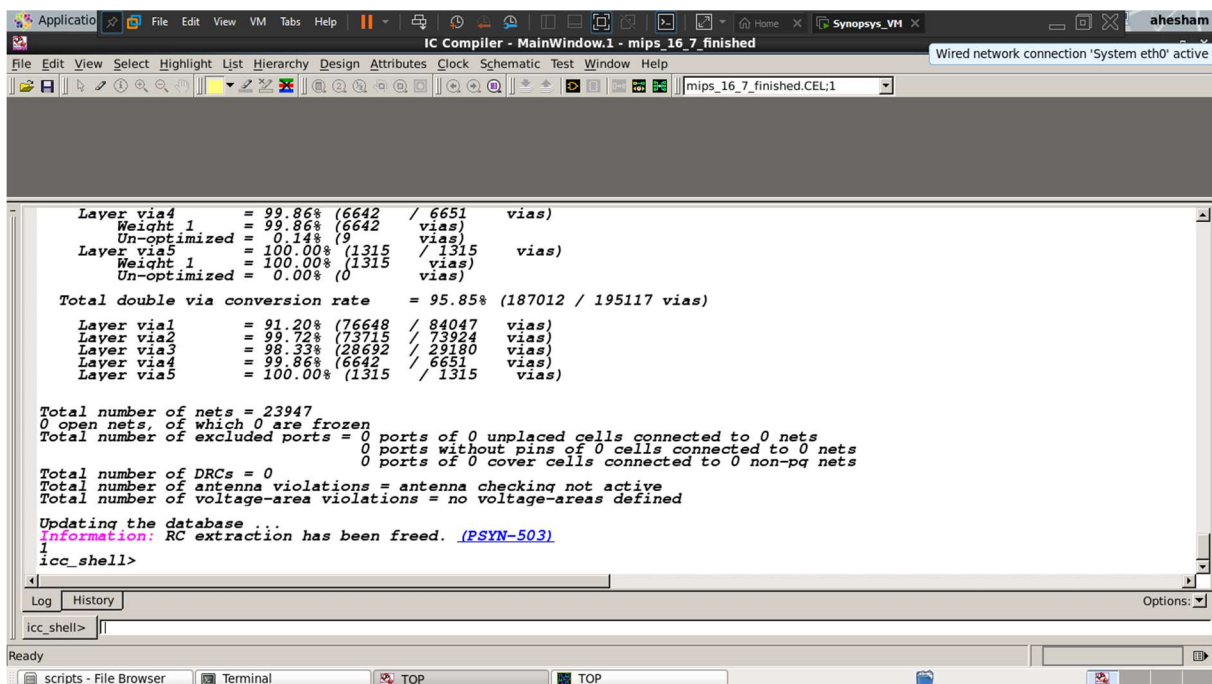 Applicatio File Edit View VM Tabs Help Home Synopsys_VM ahesham
IC Compiler - MainWindow.1 - mips_16_7_finished
Wired network connection 'System eth0' active
File Edit View Select Highlight List Hierarchy Design Attributes Clock Schematic Test Window Help
mips_16_7_finished.CEL;1
Layer via4 = 99.86% (6642 / 6651 vias)
Weight 1 = 99.86% (6642 vias)
Un-optimized = 0.14% (9 vias)
Layer via5 = 100.00% (1315 / 1315 vias)
Weight 1 = 100.00% (1315 vias)
Un-optimized = 0.00% (0 vias)
Total double via conversion rate = 95.85% (187012 / 195117 vias)
Layer via1 = 91.20% (76648 / 84047 vias)
Layer via2 = 99.72% (73715 / 73924 vias)
Layer via3 = 98.33% (28692 / 29180 vias)
Layer via4 = 99.86% (6642 / 6651 vias)
Layer via5 = 100.00% (1315 / 1315 vias)
Total number of nets = 23947
0 open nets, of which 0 are frozen
Total number of excluded ports = 0 ports of 0 unplaced cells connected to 0 nets
0 ports without pins of 0 cells connected to 0 nets
0 ports of 0 cover cells connected to 0 non-pg nets
Total number of DRCs = 0
Total number of antenna violations = antenna checking not active
Total number of voltage-area violations = no voltage-areas defined
Updating the database ...
Information: RC extraction has been freed. (PSYN-503)
1
icc_shell>
Log History Options:
icc_shell>
Ready
scripts - File Browser Terminal TOP TOP